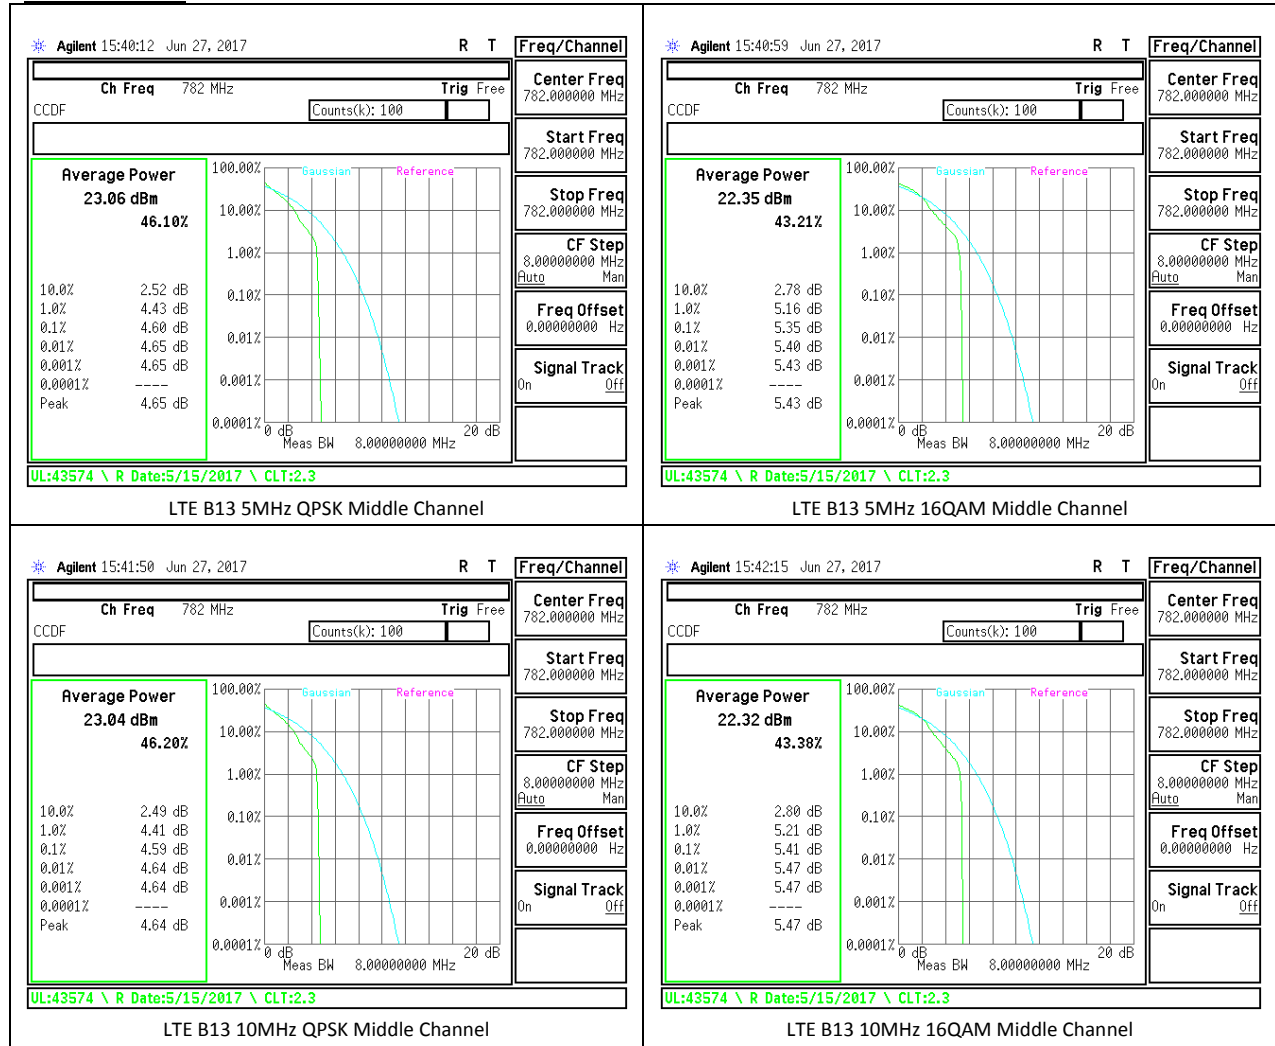 Agilent 15:40:12 Jun 27, 2017 R T Freq/Channel
Ch Freq 782 MHz Trig Free
CCDF Counts(k): 100
Center Freq
782.000000 MHz
Start Freq
782.000000 MHz
Stop Freq
782.000000 MHz
CF Step
8.00000000 MHz
Auto Man
Freq Offset
0.00000000 Hz
Signal Track
On Off
Average Power
23.06 dBm
46.10%
10.0% 2.52 dB
1.0% 4.43 dB
0.1% 4.60 dB
0.01% 4.65 dB
0.001% 4.65 dB
0.0001% ----
Peak 4.65 dB
Gaussian Reference
100.00%
10.00%
1.00%
0.10%
0.01%
0.001%
0.0001%
0 dB 20 dB
Meas BW 8.00000000 MHz
UL:43574 \ R Date:5/15/2017 \ CLT:2.3
LTE B13 5MHz QPSK Middle Channel
Agilent 15:40:59 Jun 27, 2017 R T Freq/Channel
Ch Freq 782 MHz Trig Free
CCDF Counts(k): 100
Center Freq
782.000000 MHz
Start Freq
782.000000 MHz
Stop Freq
782.000000 MHz
CF Step
8.00000000 MHz
Auto Man
Freq Offset
0.00000000 Hz
Signal Track
On Off
Average Power
22.35 dBm
43.21%
10.0% 2.78 dB
1.0% 5.16 dB
0.1% 5.35 dB
0.01% 5.40 dB
0.001% 5.43 dB
0.0001% ----
Peak 5.43 dB
Gaussian Reference
100.00%
10.00%
1.00%
0.10%
0.01%
0.001%
0.0001%
0 dB 20 dB
Meas BW 8.00000000 MHz
UL:43574 \ R Date:5/15/2017 \ CLT:2.3
LTE B13 5MHz 16QAM Middle Channel
Agilent 15:41:50 Jun 27, 2017 R T Freq/Channel
Ch Freq 782 MHz Trig Free
CCDF Counts(k): 100
Center Freq
782.000000 MHz
Start Freq
782.000000 MHz
Stop Freq
782.000000 MHz
CF Step
8.00000000 MHz
Auto Man
Freq Offset
0.00000000 Hz
Signal Track
On Off
Average Power
23.04 dBm
46.20%
10.0% 2.49 dB
1.0% 4.41 dB
0.1% 4.59 dB
0.01% 4.64 dB
0.001% 4.64 dB
0.0001% ----
Peak 4.64 dB
Gaussian Reference
100.00%
10.00%
1.00%
0.10%
0.01%
0.001%
0.0001%
0 dB 20 dB
Meas BW 8.00000000 MHz
UL:43574 \ R Date:5/15/2017 \ CLT:2.3
LTE B13 10MHz QPSK Middle Channel
Agilent 15:42:15 Jun 27, 2017 R T Freq/Channel
Ch Freq 782 MHz Trig Free
CCDF Counts(k): 100
Center Freq
782.000000 MHz
Start Freq
782.000000 MHz
Stop Freq
782.000000 MHz
CF Step
8.00000000 MHz
Auto Man
Freq Offset
0.00000000 Hz
Signal Track
On Off
Average Power
22.32 dBm
43.38%
10.0% 2.80 dB
1.0% 5.21 dB
0.1% 5.41 dB
0.01% 5.47 dB
0.001% 5.47 dB
0.0001% ----
Peak 5.47 dB
Gaussian Reference
100.00%
10.00%
1.00%
0.10%
0.01%
0.001%
0.0001%
0 dB 20 dB
Meas BW 8.00000000 MHz
UL:43574 \ R Date:5/15/2017 \ CLT:2.3
LTE B13 10MHz 16QAM Middle Channel